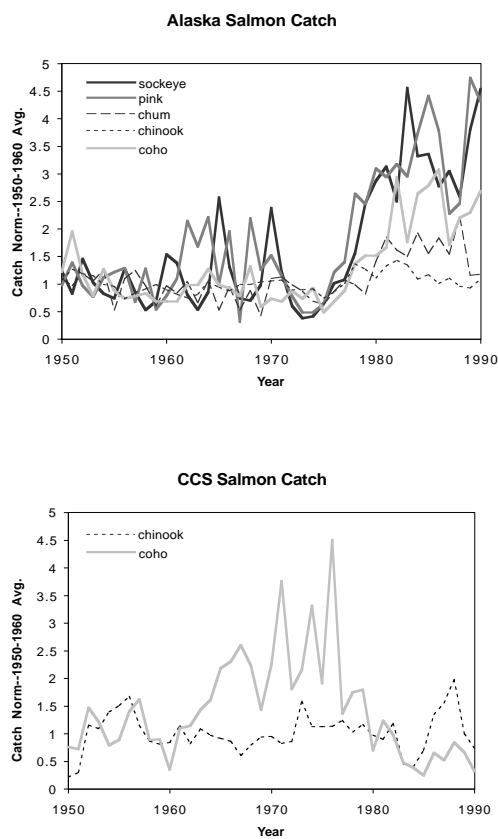 Alaska Salmon Catch
Catch Norm--1950-1960 Avg.
5
4.5
4
3.5
3
2.5
2
1.5
1
0.5
0
sockeye
pink
chum
chinook
coho
1950 1960 1970 1980 1990
Year
CCS Salmon Catch
Catch Norm--1950-1960 Avg.
5
4.5
4
3.5
3
2.5
2
1.5
1
0.5
0
chinook
coho
1950 1960 1970 1980 1990
Year